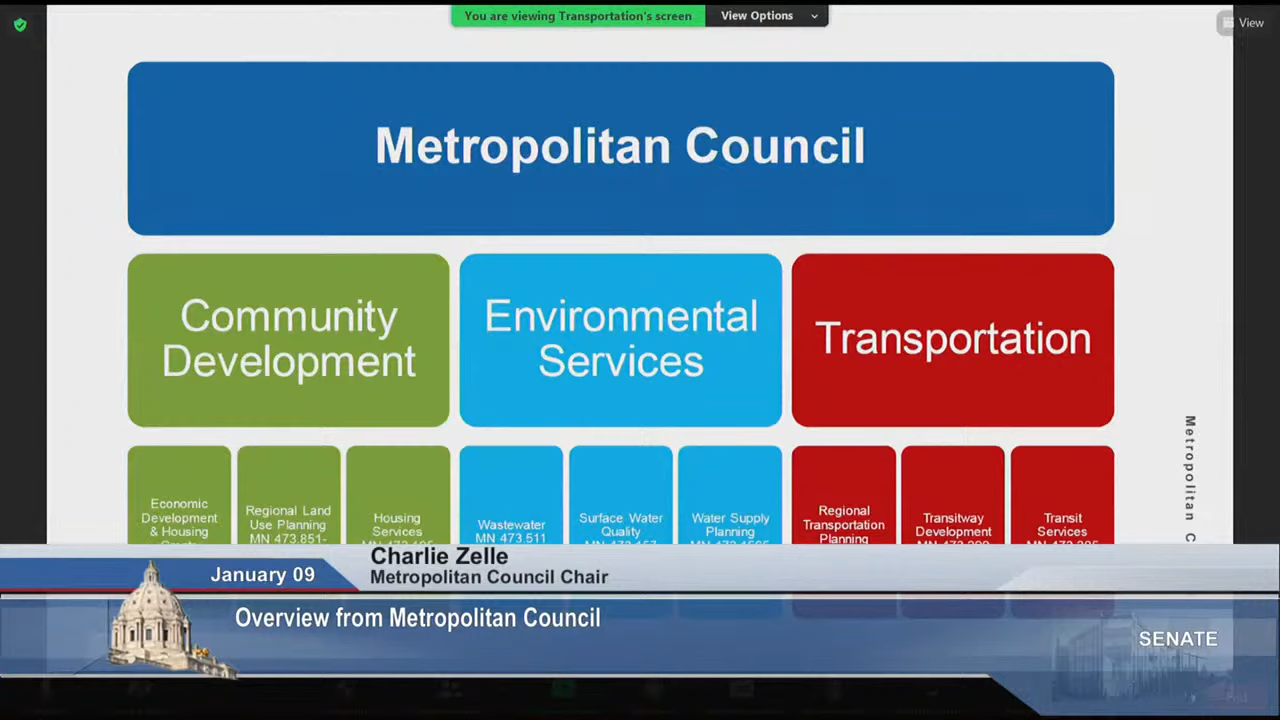 You are viewing Transportation's screen
View Options
View
Metropolitan Council
Community
Development
Environmental
Services
Transportation
Economic
Development
& Housing
Regional Land
Use Planning
MN 473.851-
Housing
Services
Wastewater
MN 473.511
Surface Water
Quality
Water Supply
Planning
Regional
Transportation
Planning
Transitway
Development
Transit
Services
Metropolitan C
Charlie Zelle
Metropolitan Council Chair
January 09
Overview from Metropolitan Council
SENATE